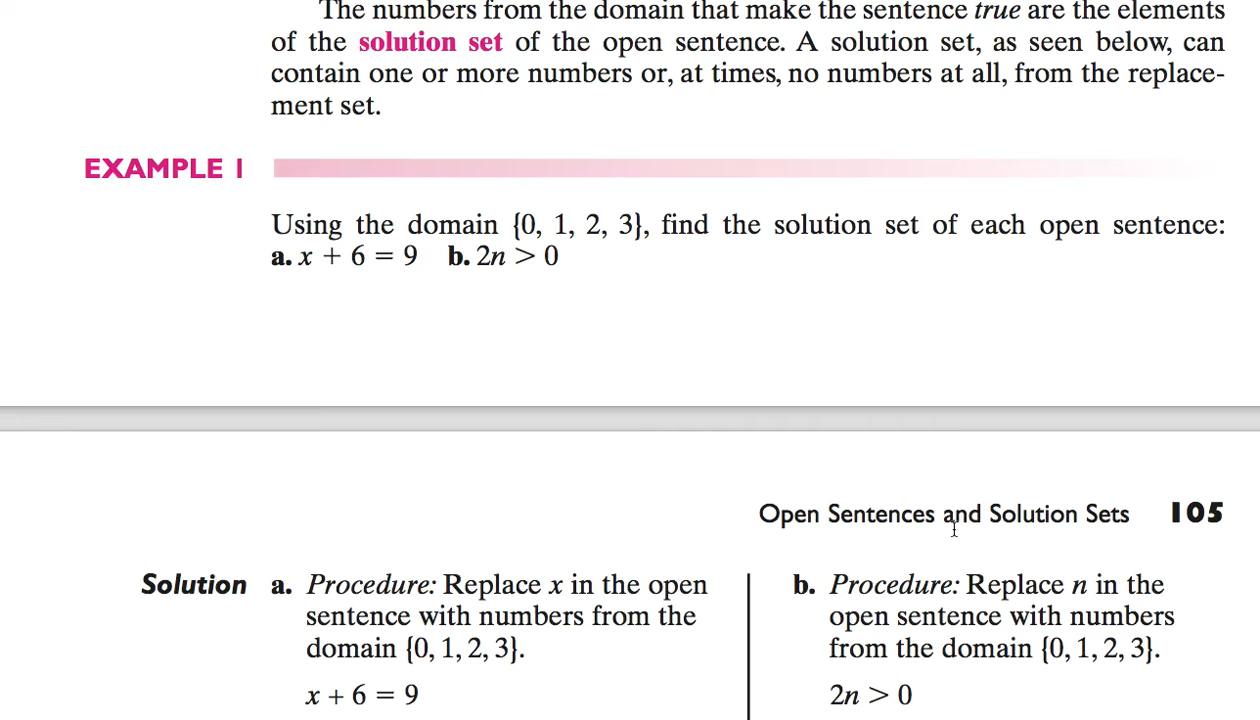 The numbers from the domain that make the sentence true are the elements
of the solution set of the open sentence. A solution set, as seen below, can
contain one or more numbers or, at times, no numbers at all, from the replace-
ment set.
EXAMPLE 1
Using the domain {0, 1, 2, 3}, find the solution set of each open sentence:
a. x + 6 = 9 b. 2n > 0
Open Sentences and Solution Sets 105
Solution a. Procedure: Replace x in the open
sentence with numbers from the
domain {0, 1, 2, 3}.
x + 6 = 9
b. Procedure: Replace n in the
open sentence with numbers
from the domain {0, 1, 2, 3}.
2n > 0